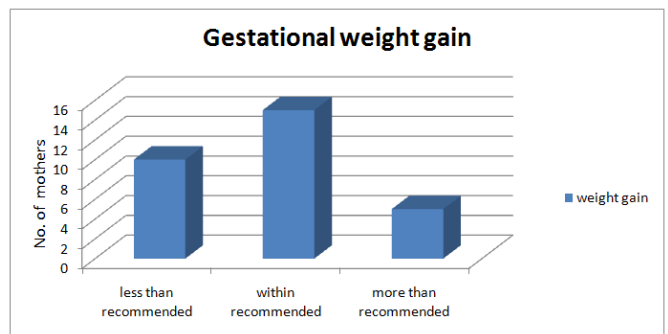 Gestational weight gain
No. of mothers
16
14
12
10
8
6
4
2
0
less than
recommended
within
recommended
more than
recommended
weight gain